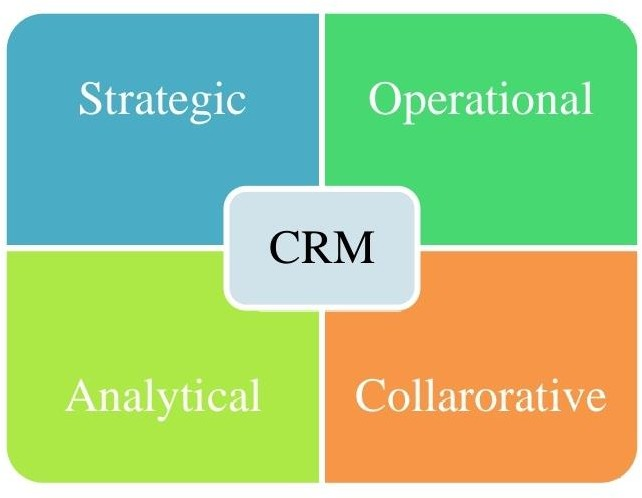 Strategic
Operational
CRM
Analytical
Collarorative